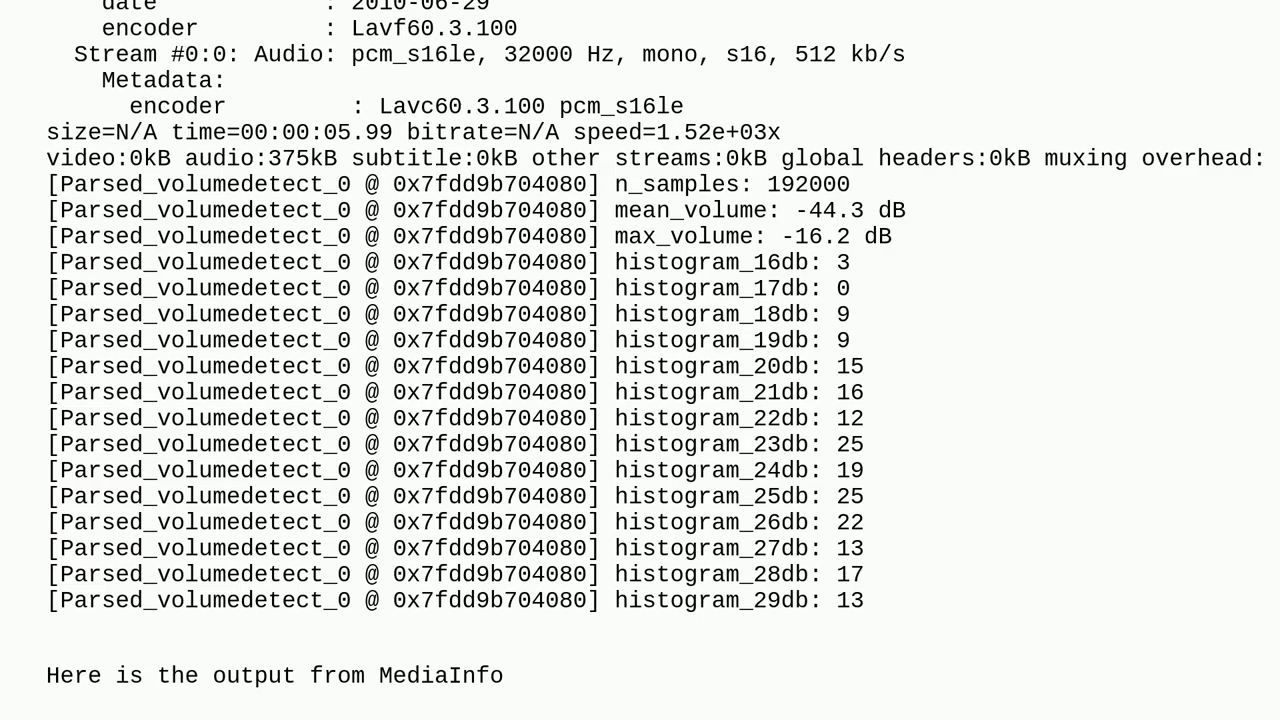 date            : 2010-06-29
    encoder         : Lavf60.3.100
  Stream #0:0: Audio: pcm_s16le, 32000 Hz, mono, s16, 512 kb/s
    Metadata:
      encoder         : Lavc60.3.100 pcm_s16le
size=N/A time=00:00:05.99 bitrate=N/A speed=1.52e+03x
video:0kB audio:375kB subtitle:0kB other streams:0kB global headers:0kB muxing overhead:
[Parsed_volumedetect_0 @ 0x7fdd9b704080] n_samples: 192000
[Parsed_volumedetect_0 @ 0x7fdd9b704080] mean_volume: -44.3 dB
[Parsed_volumedetect_0 @ 0x7fdd9b704080] max_volume: -16.2 dB
[Parsed_volumedetect_0 @ 0x7fdd9b704080] histogram_16db: 3
[Parsed_volumedetect_0 @ 0x7fdd9b704080] histogram_17db: 0
[Parsed_volumedetect_0 @ 0x7fdd9b704080] histogram_18db: 9
[Parsed_volumedetect_0 @ 0x7fdd9b704080] histogram_19db: 9
[Parsed_volumedetect_0 @ 0x7fdd9b704080] histogram_20db: 15
[Parsed_volumedetect_0 @ 0x7fdd9b704080] histogram_21db: 16
[Parsed_volumedetect_0 @ 0x7fdd9b704080] histogram_22db: 12
[Parsed_volumedetect_0 @ 0x7fdd9b704080] histogram_23db: 25
[Parsed_volumedetect_0 @ 0x7fdd9b704080] histogram_24db: 19
[Parsed_volumedetect_0 @ 0x7fdd9b704080] histogram_25db: 25
[Parsed_volumedetect_0 @ 0x7fdd9b704080] histogram_26db: 22
[Parsed_volumedetect_0 @ 0x7fdd9b704080] histogram_27db: 13
[Parsed_volumedetect_0 @ 0x7fdd9b704080] histogram_28db: 17
[Parsed_volumedetect_0 @ 0x7fdd9b704080] histogram_29db: 13
Here is the output from MediaInfo